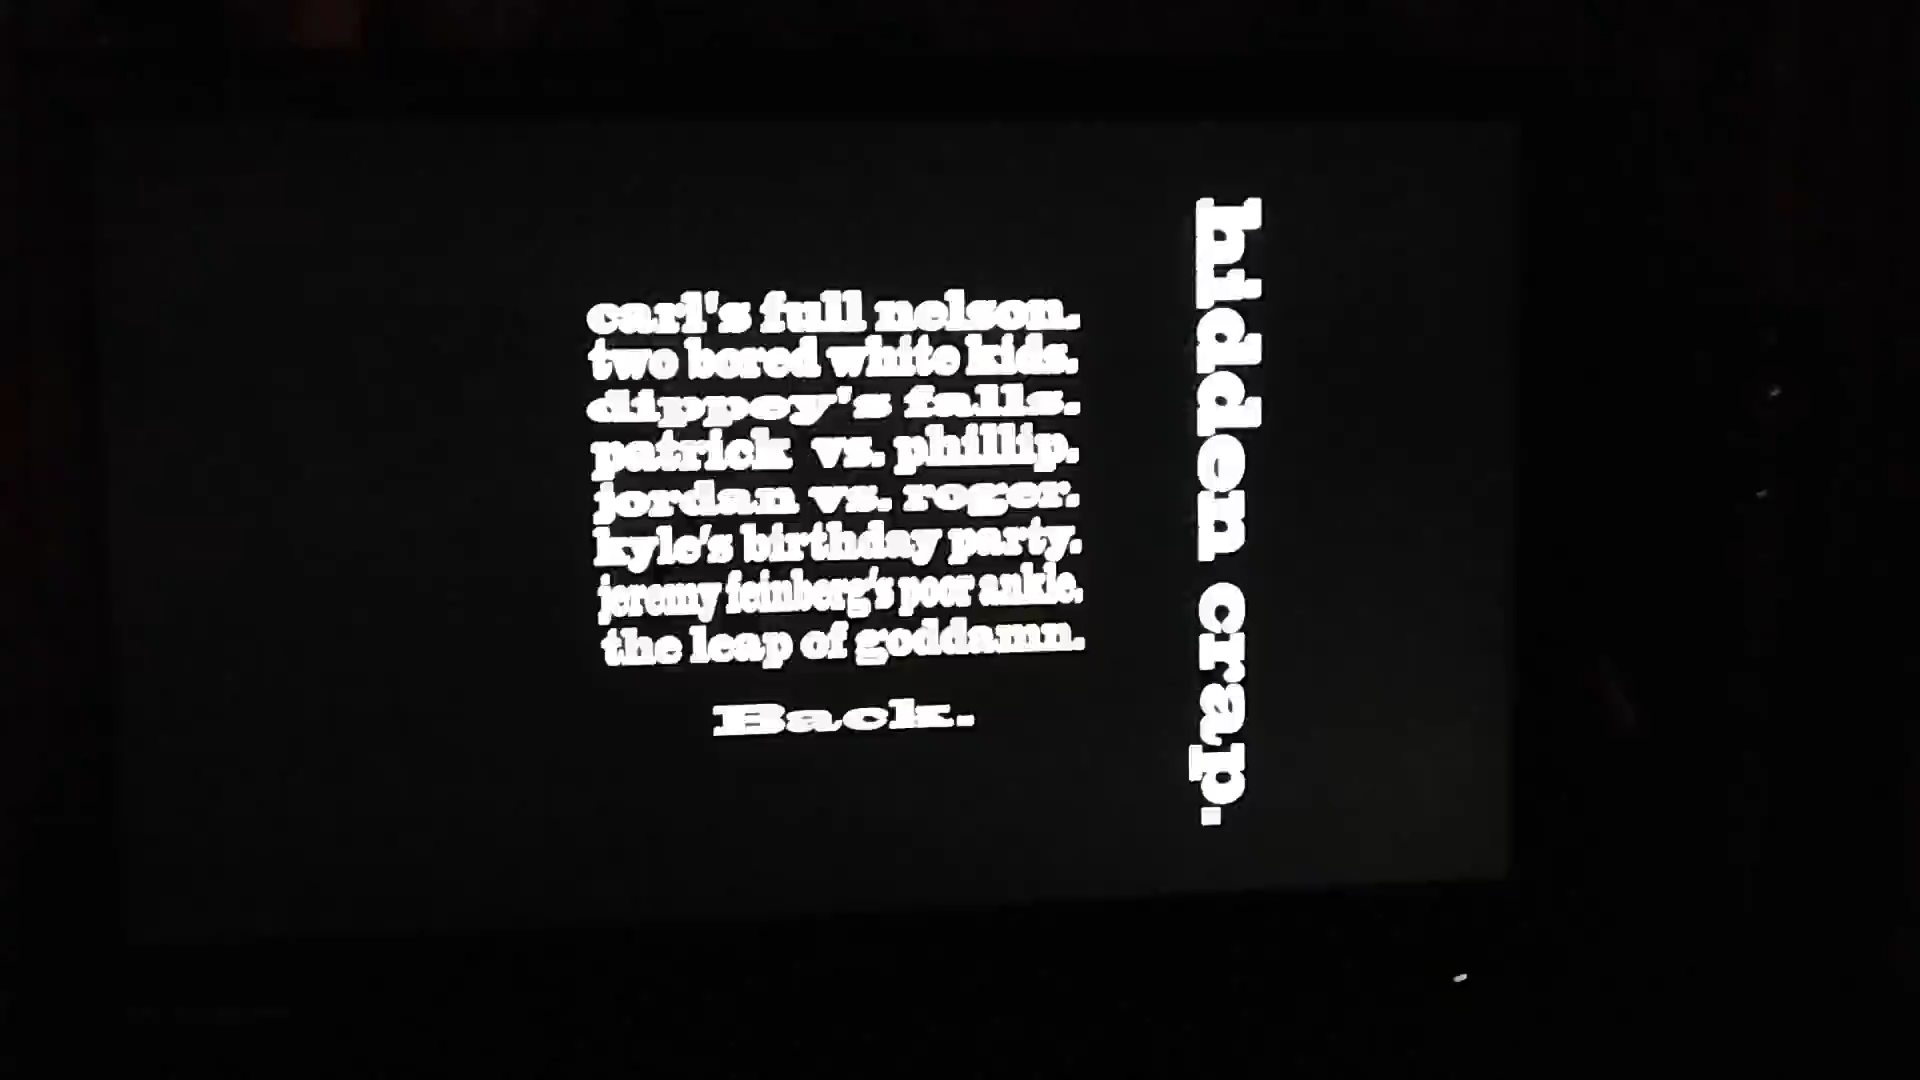 carl's full nelson.
two bored white kids.
dippey's falls.
patrick vs. phillip.
jordan vs. roger.
kyle's birthday party.
jeremy feinberg's poor ankle.
the leap of goddamn.
Back.
hidden crap.